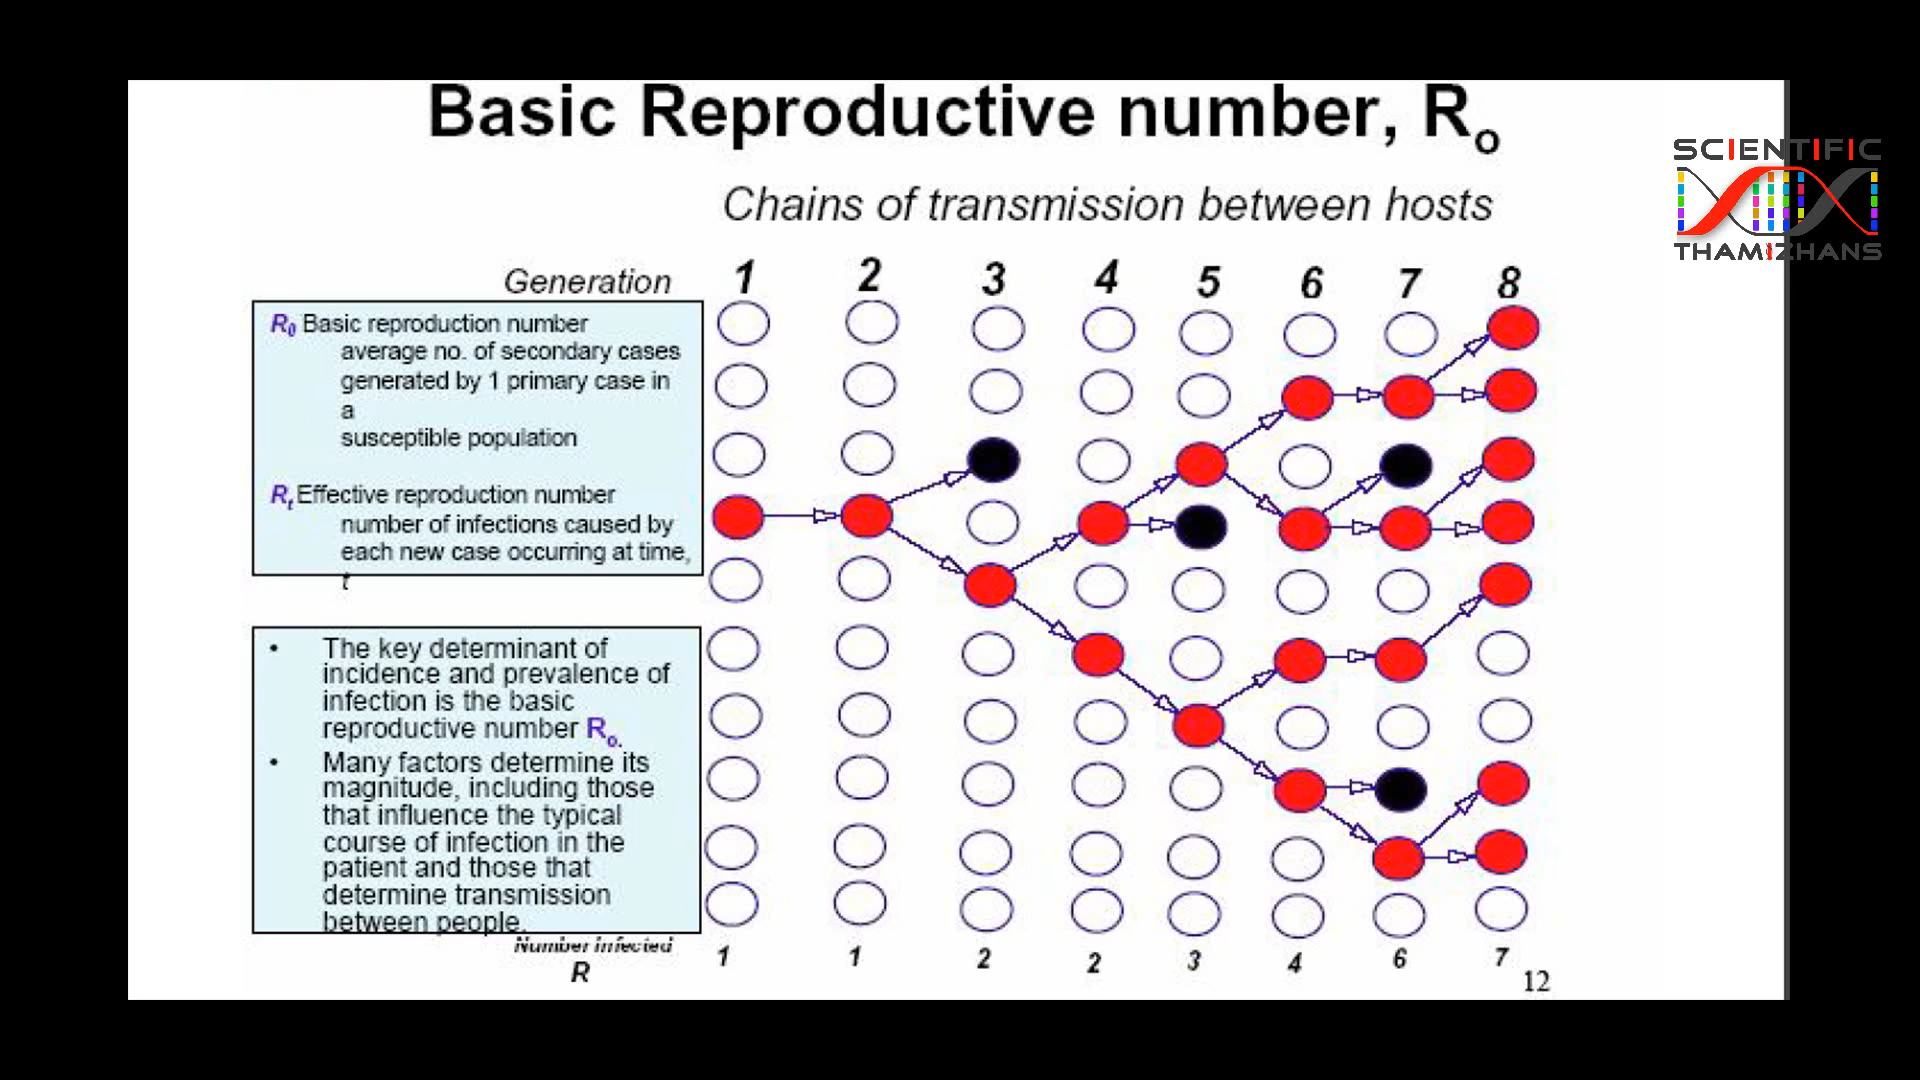 Basic Reproductive number, Ro
SCIENTIFIC
THAMIZHANS
Chains of transmission between hosts
Generation 1 2 3 4 5 6 7 8
R0 Basic reproduction number
average no. of secondary cases
generated by 1 primary case in
a
susceptible population
Rt Effective reproduction number
number of infections caused by
each new case occurring at time,
t
• The key determinant of
incidence and prevalence of
infection is the basic
reproductive number Ro.
• Many factors determine its
magnitude, including those
that influence the typical
course of infection in the
patient and those that
determine transmission
between people.
Number infected
R
1 1 2 2 3 4 6 7
12